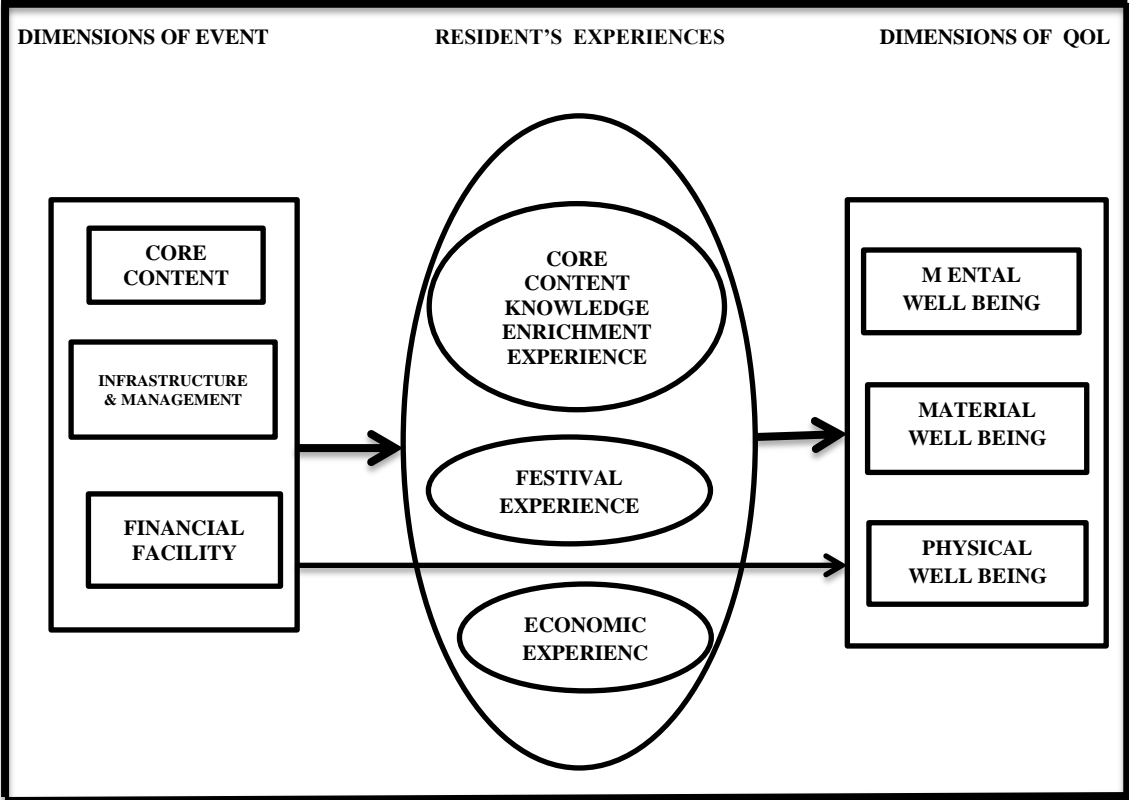 DIMENSIONS OF EVENT
RESIDENT'S EXPERIENCES
DIMENSIONS OF QOL
CORE
CONTENT
INFRASTRUCTURE
& MANAGEMENT
FINANCIAL
FACILITY
CORE
CONTENT
KNOWLEDGE
ENRICHMENT
EXPERIENCE
FESTIVAL
EXPERIENCE
ECONOMIC
EXPERIENC
M ENTAL
WELL BEING
MATERIAL
WELL BEING
PHYSICAL
WELL BEING